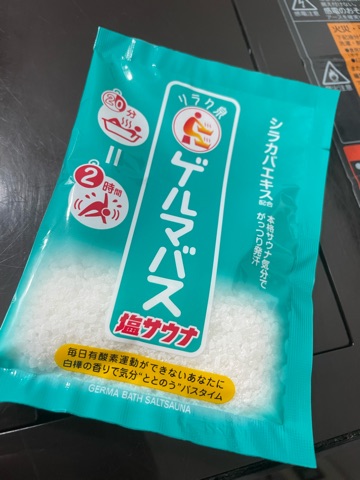 リラク泉
20分
=
2時間
ゲルマバス
塩サウナ
シラカバエキス
配合
本格サウナ気分で
がっつり発汗
毎日有酸素運動ができないあなたに
白樺の香りで気分"ととのう"バスタイム
GERMA BATH SALTSAUNA